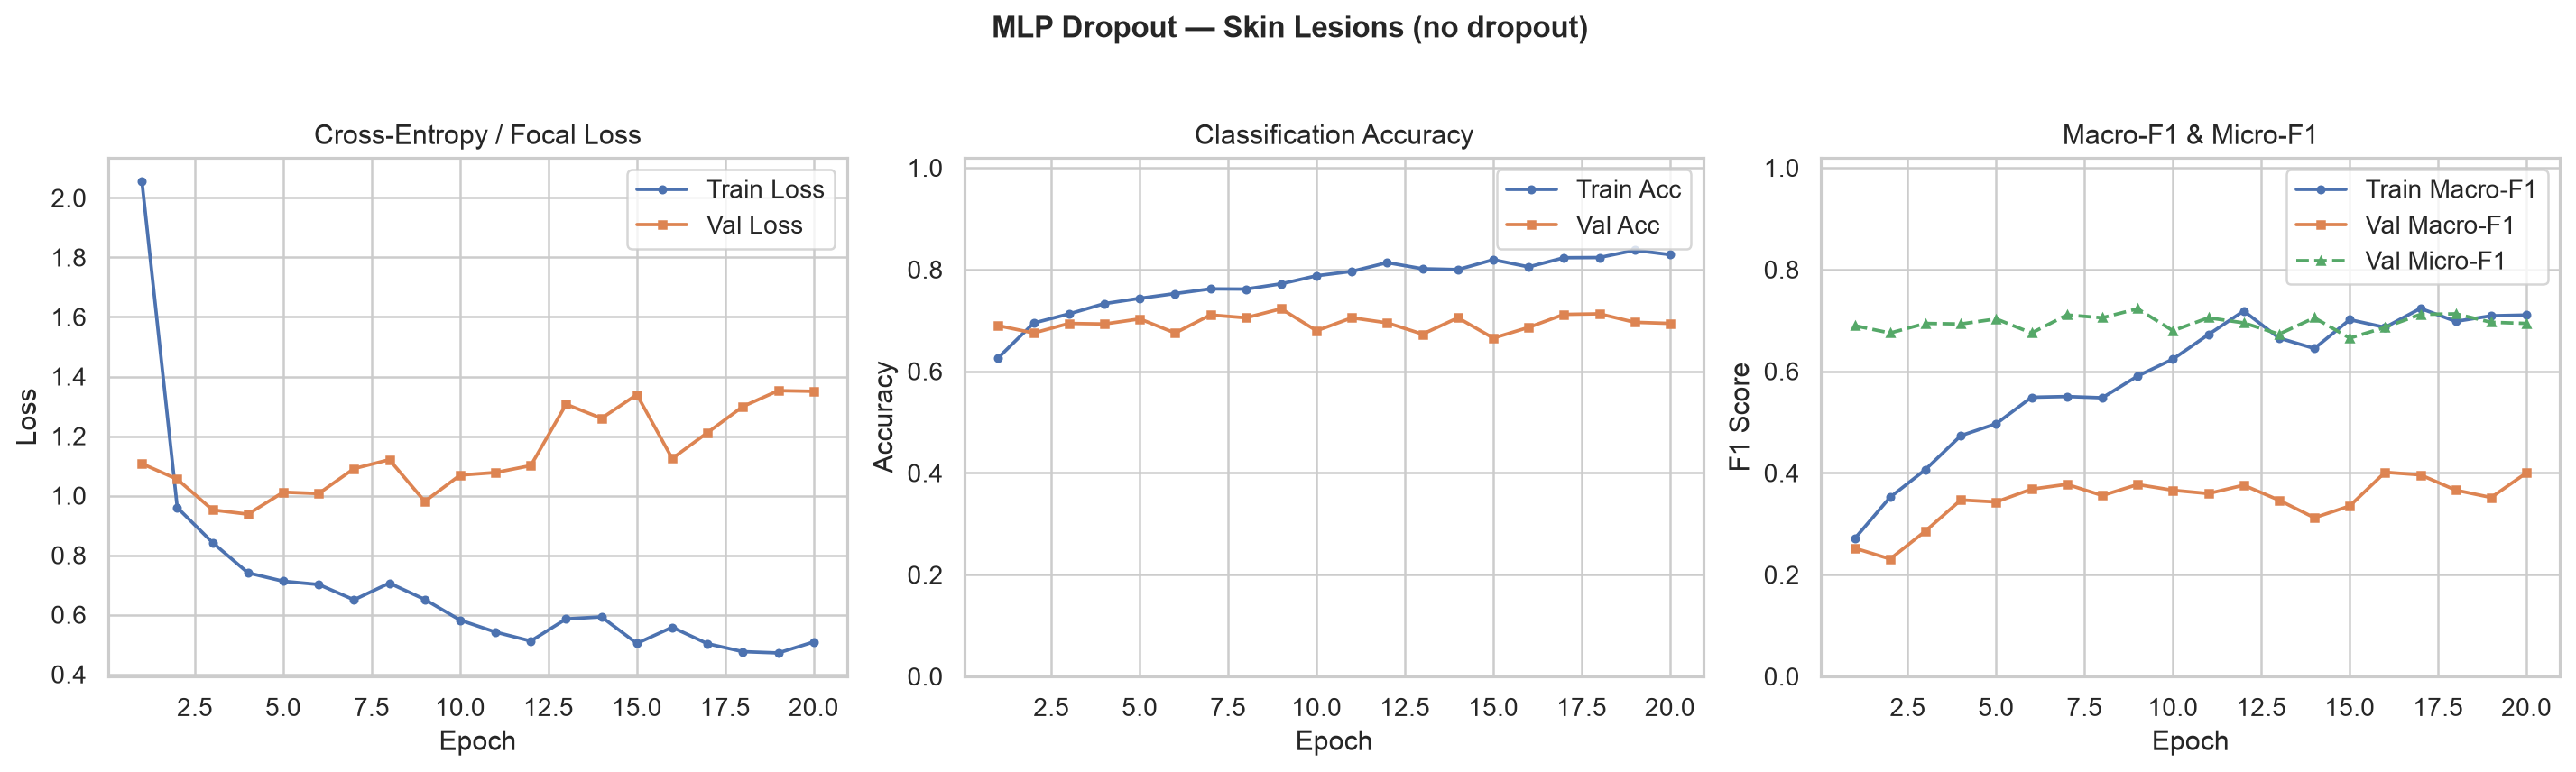 MLP Dropout — Skin Lesions (no dropout)
Cross-Entropy / Focal Loss
Train Loss
Val Loss
2.0
1.8
1.6
1.4
1.2
1.0
0.8
0.6
0.4
Loss
2.5 5.0 7.5 10.0 12.5 15.0 17.5 20.0
Epoch
Classification Accuracy
Train Acc
Val Acc
1.0
0.8
0.6
0.4
0.2
0.0
Accuracy
2.5 5.0 7.5 10.0 12.5 15.0 17.5 20.0
Epoch
Macro-F1 & Micro-F1
Train Macro-F1
Val Macro-F1
Val Micro-F1
1.0
0.8
0.6
0.4
0.2
0.0
F1 Score
2.5 5.0 7.5 10.0 12.5 15.0 17.5 20.0
Epoch